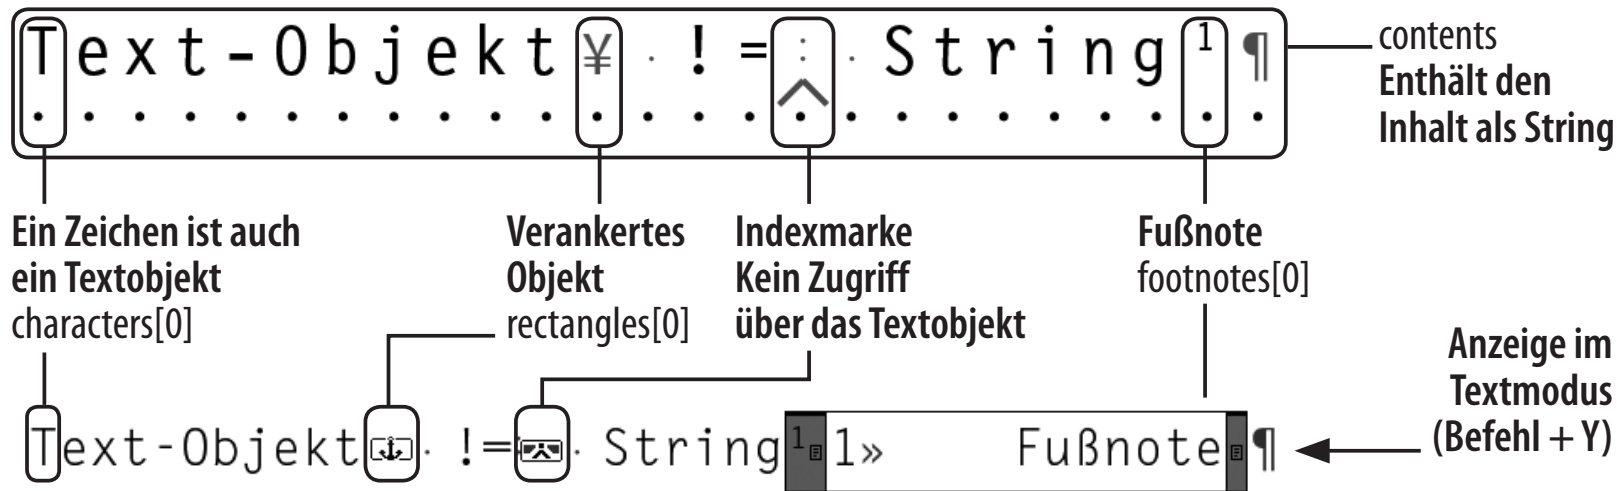 Text-Objekt¥ · ! = : · String1 ¶
contents
Enthält den
Inhalt als String
Ein Zeichen ist auch
ein Textobjekt
characters[0]
Verankertes
Objekt
rectangles[0]
Indexmarke
Kein Zugriff
über das Textobjekt
Fußnote
footnotes[0]
Anzeige im
Textmodus
(Befehl + Y)
Text-Objekt · != · String1 1» Fußnote ¶